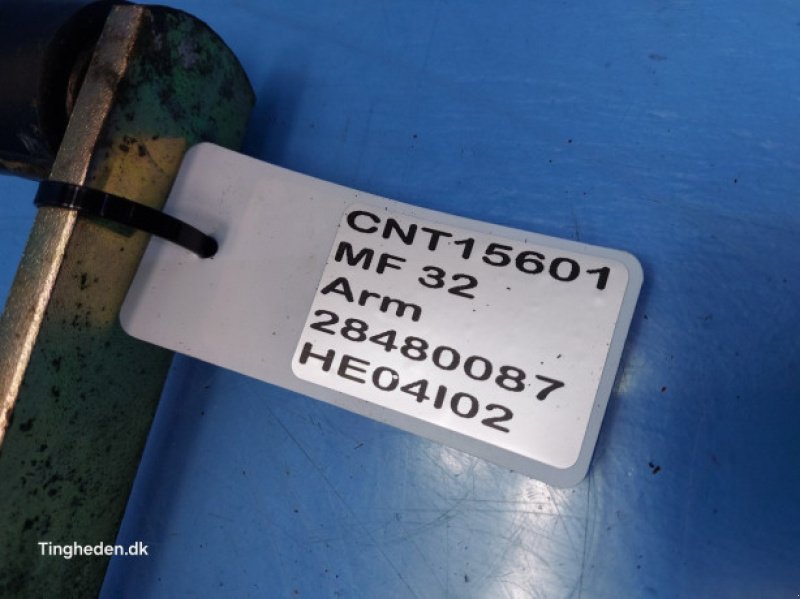 CNT15601
MF 32
Arm
28480087
HE04I02
Tingheden.dk